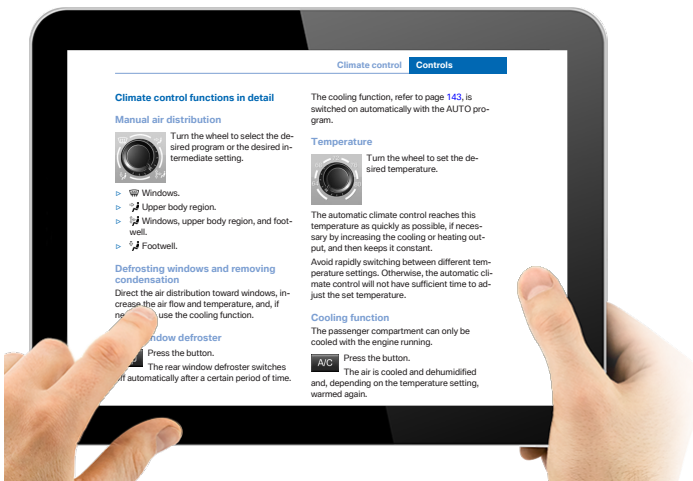 Climate control Controls
Climate control functions in detail
Manual air distribution
Turn the wheel to select the de-
sired program or the desired in-
termediate setting.
▷ Windows.
▷ Upper body region.
▷ Windows, upper body region, and foot-
well.
▷ Footwell.
Defrosting windows and removing
condensation
Direct the air distribution toward windows, in-
crease the air flow and temperature, and, if
use the cooling function.
window defroster
Press the button.
The rear window defroster switches
off automatically after a certain period of time.
The cooling function, refer to page 143, is
switched on automatically with the AUTO pro-
gram.
Temperature
Turn the wheel to set the de-
sired temperature.
The automatic climate control reaches this
temperature as quickly as possible, if neces-
sary by increasing the cooling or heating out-
put, and then keeps it constant.
Avoid rapidly switching between different tem-
perature settings. Otherwise, the automatic cli-
mate control will not have sufficient time to ad-
just the set temperature.
Cooling function
The passenger compartment can only be
cooled with the engine running.
A/C
Press the button.
The air is cooled and dehumidified
and, depending on the temperature setting,
warmed again.